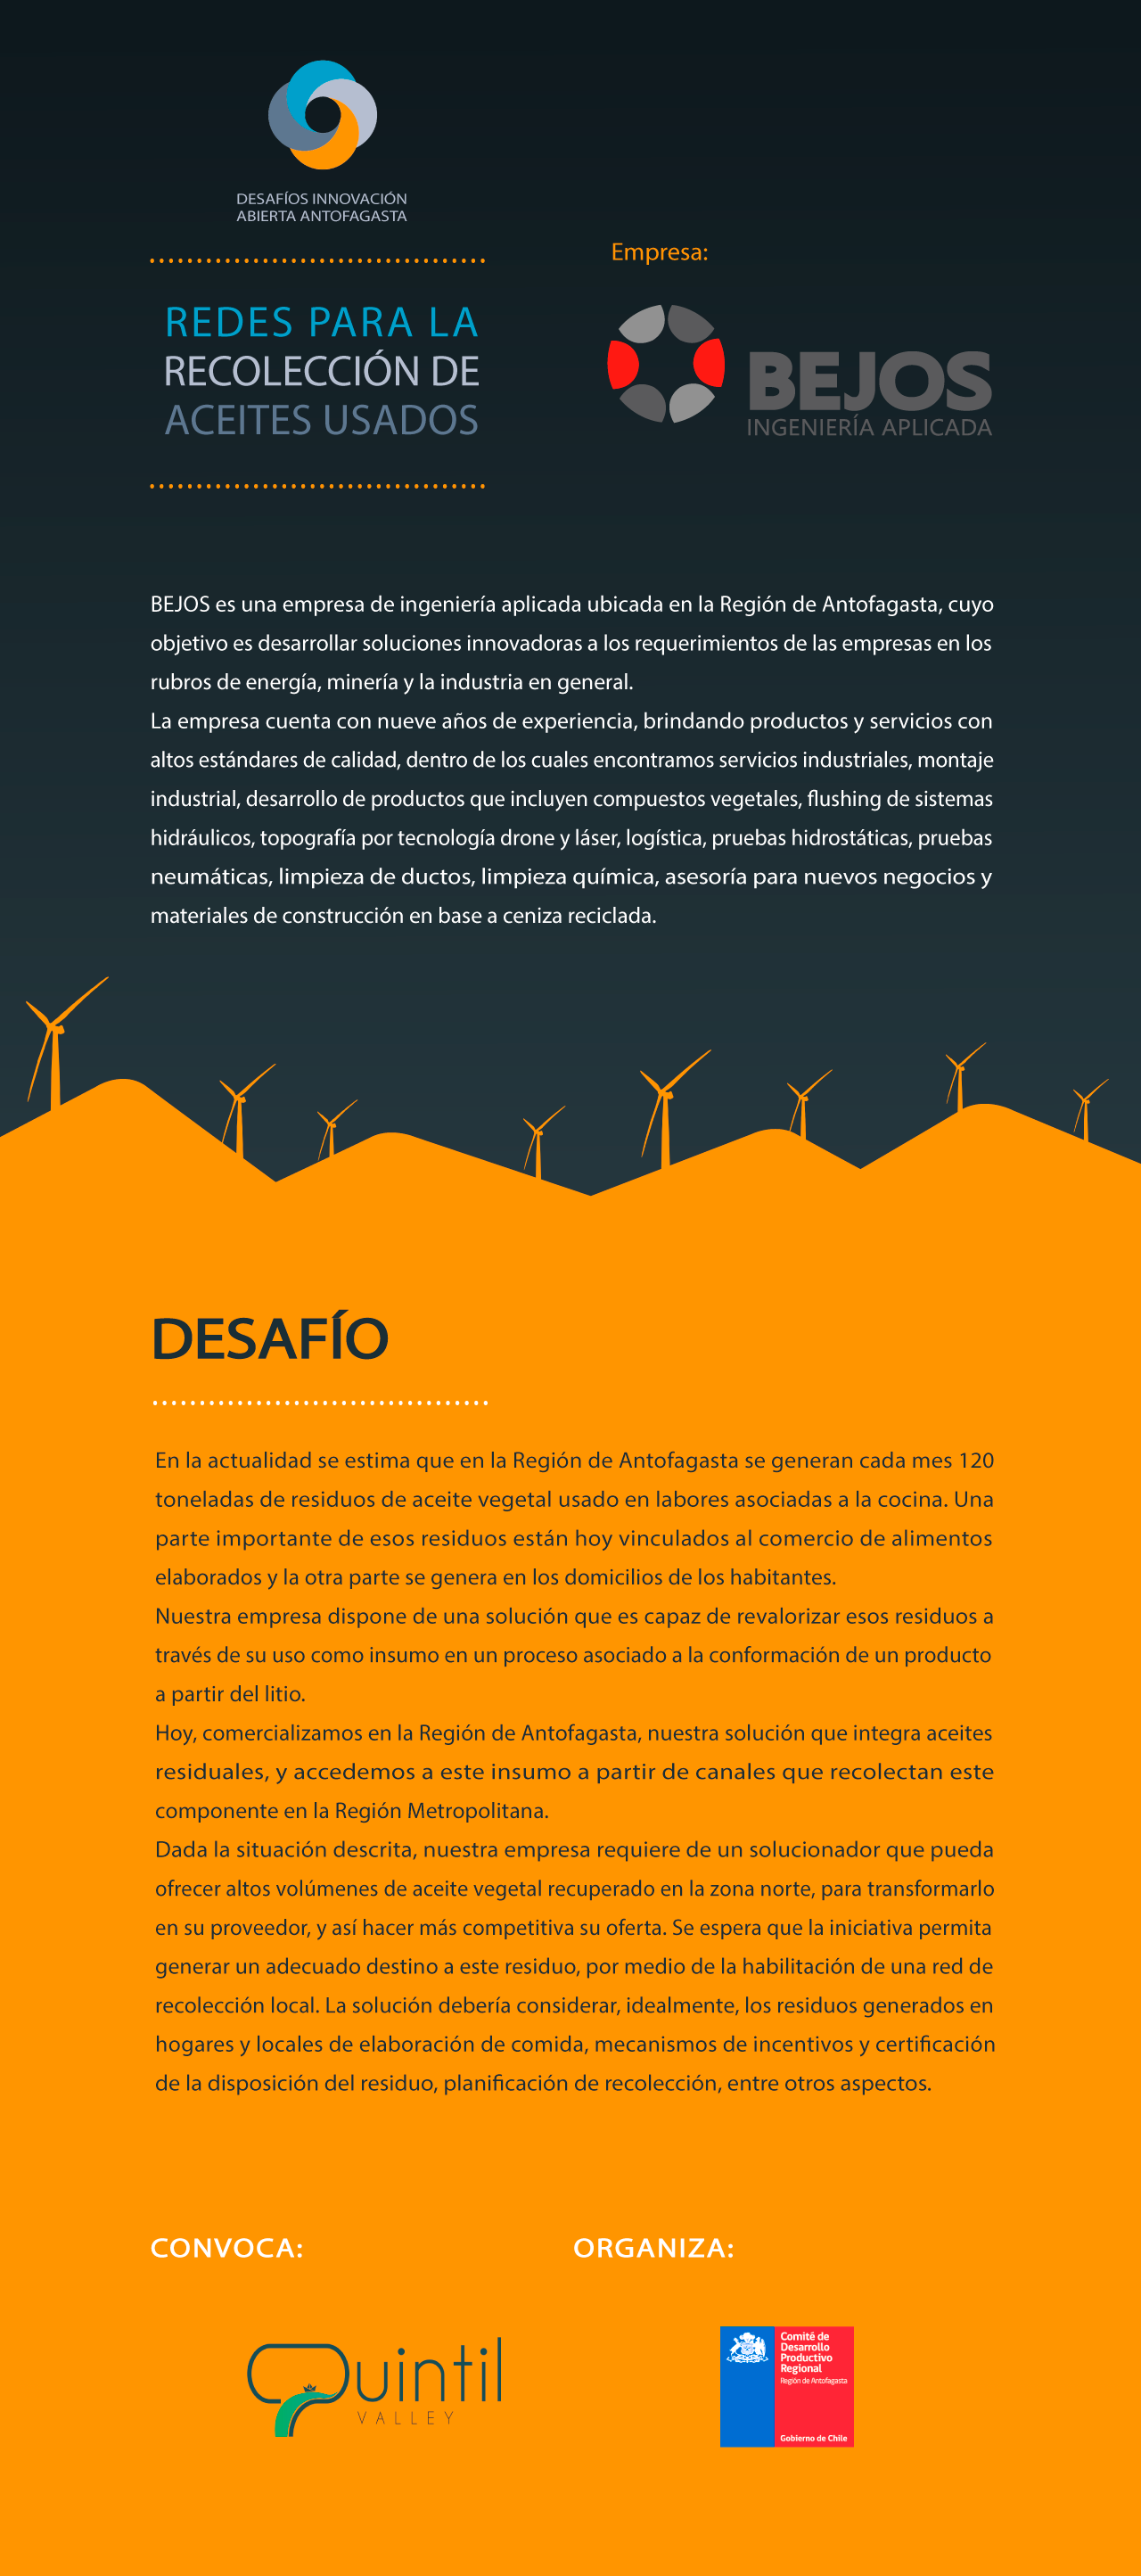 DESAFÍOS INNOVACIÓN
ABIERTA ANTOFAGASTA
REDES PARA LA
RECOLECCIÓN DE
ACEITES USADOS
Empresa:
BEJOS
INGENIERÍA APLICADA
BEJOS es una empresa de ingeniería aplicada ubicada en la Región de Antofagasta, cuyo
objetivo es desarrollar soluciones innovadoras a los requerimientos de las empresas en los
rubros de energía, minería y la industria en general.
La empresa cuenta con nueve años de experiencia, brindando productos y servicios con
altos estándares de calidad, dentro de los cuales encontramos servicios industriales, montaje
industrial, desarrollo de productos que incluyen compuestos vegetales, flushing de sistemas
hidráulicos, topografía por tecnología drone y láser, logística, pruebas hidrostáticas, pruebas
neumáticas, limpieza de ductos, limpieza química, asesoría para nuevos negocios y
materiales de construcción en base a ceniza reciclada.
DESAFÍO
En la actualidad se estima que en la Región de Antofagasta se generan cada mes 120
toneladas de residuos de aceite vegetal usado en labores asociadas a la cocina. Una
parte importante de esos residuos están hoy vinculados al comercio de alimentos
elaborados y la otra parte se genera en los domicilios de los habitantes.
Nuestra empresa dispone de una solución que es capaz de revalorizar esos residuos a
través de su uso como insumo en un proceso asociado a la conformación de un producto
a partir del litio.
Hoy, comercializamos en la Región de Antofagasta, nuestra solución que integra aceites
residuales, y accedemos a este insumo a partir de canales que recolectan este
componente en la Región Metropolitana.
Dada la situación descrita, nuestra empresa requiere de un solucionador que pueda
ofrecer altos volúmenes de aceite vegetal recuperado en la zona norte, para transformarlo
en su proveedor, y así hacer más competitiva su oferta. Se espera que la iniciativa permita
generar un adecuado destino a este residuo, por medio de la habilitación de una red de
recolección local. La solución debería considerar, idealmente, los residuos generados en
hogares y locales de elaboración de comida, mecanismos de incentivos y certificación
de la disposición del residuo, planificación de recolección, entre otros aspectos.
CONVOCA:
Quintil
VALLEY
ORGANIZA:
Comité de
Desarrollo
Productivo
Regional
Región de Antofagasta
Gobierno de Chile